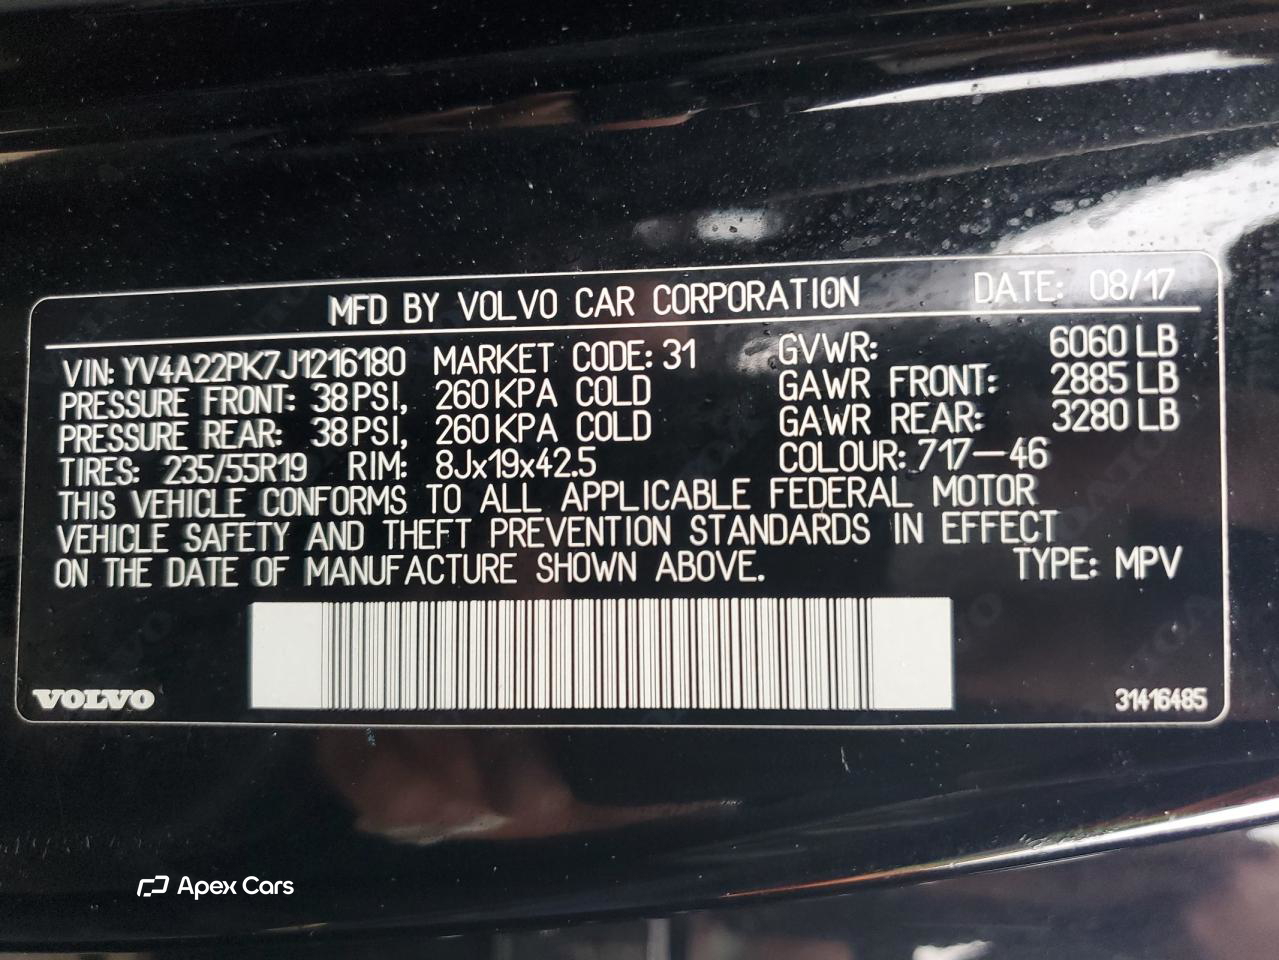 MFD BY VOLVO CAR CORPORATION DATE: 08/17
VIN: YV4A22PK7J1216180 MARKET CODE: 31 GVWR: 6060 LB
PRESSURE FRONT: 38 PSI, 260 KPA COLD GAWR FRONT: 2885 LB
PRESSURE REAR: 38 PSI, 260 KPA COLD GAWR REAR: 3280 LB
TIRES: 235/55R19 RIM: 8Jx19x42.5 COLOUR: 717-46
THIS VEHICLE CONFORMS TO ALL APPLICABLE FEDERAL MOTOR
VEHICLE SAFETY AND THEFT PREVENTION STANDARDS IN EFFECT
ON THE DATE OF MANUFACTURE SHOWN ABOVE. TYPE: MPV
VOLVO 31416485
Apex Cars